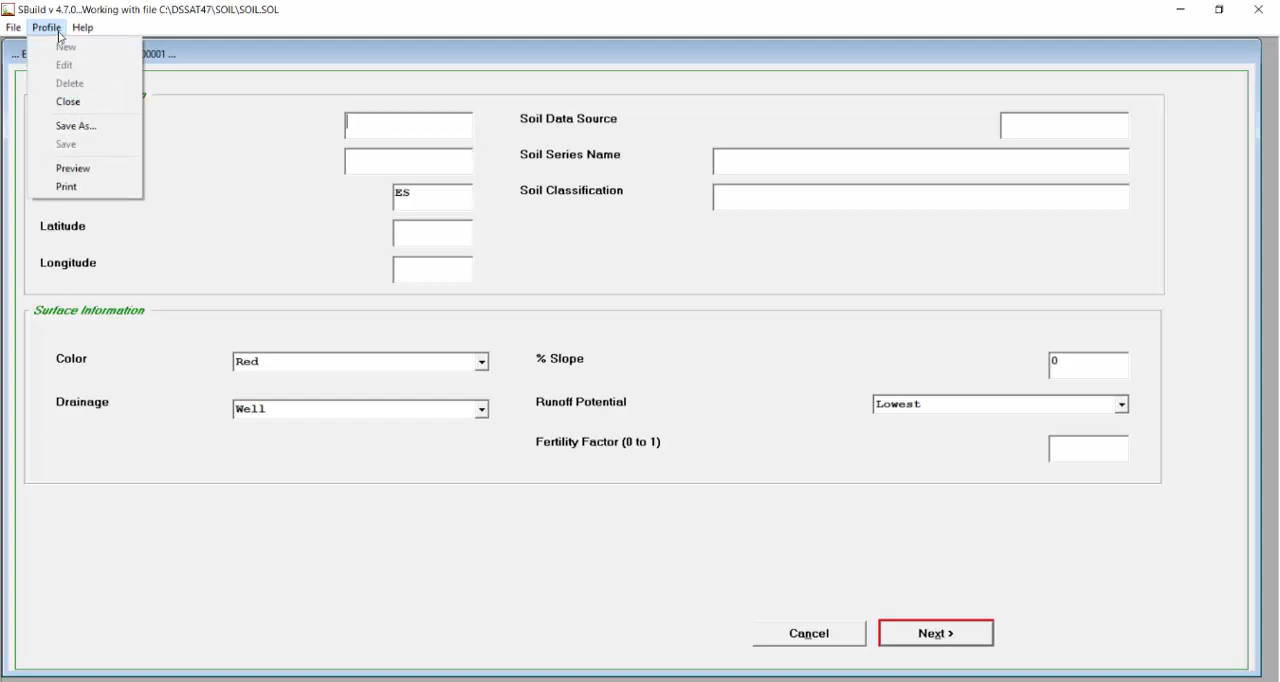 SBuild v 4.7.0...Working with file C:\DSSAT47\SOIL\SOIL.SOL
File Profile Help
... E 00001 ...
New
Edit
Delete
Close
Save As...
Save
Preview
Print
Soil Data Source
Soil Series Name
ES
Soil Classification
Latitude
Longitude
Surface Information
Color
Red
% Slope
0
Drainage
Well
Runoff Potential
Lowest
Fertility Factor (0 to 1)
Cancel
Next >